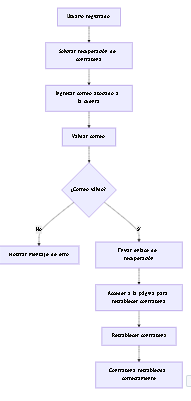 Usuario registrado
Solicitar recuperación de
contraseña
Ingresar correo asociado a
la cuenta
Validar correo
¿Correo válido?
No
Sí
Mostrar mensaje de error
Enviar enlace de
recuperación
Acceder a la página para
restablecer contraseña
Restablecer contraseña
Contraseña restablecida
correctamente